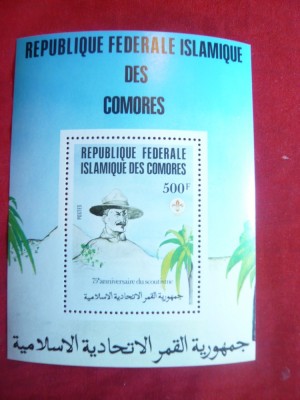 REPUBLIQUE FEDERALE ISLAMIQUE
DES
COMORES
REPUBLIQUE FEDERALE
ISLAMIQUE DES COMORES
500F
POSTES
75e anniversaire du scoutisme
جمهورية القمر الاتحادية الاسلامية
جمهورية القمر الاتحادية الاسلامية